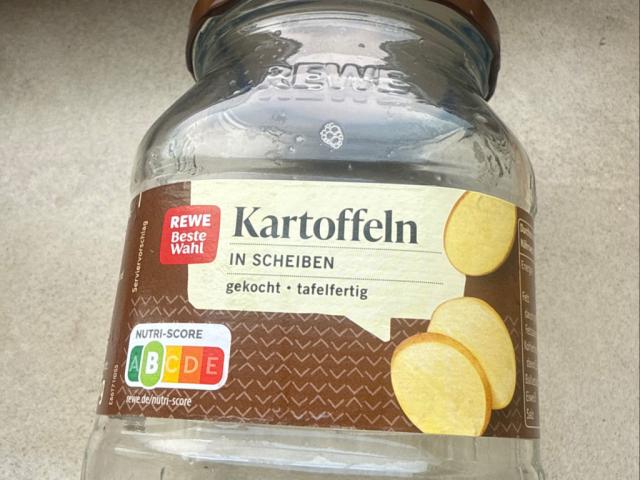 REWE
REWE
Beste
Wahl
Kartoffeln
IN SCHEIBEN
gekocht • tafelfertig
Serviervorschlag
NUTRI-SCORE
A B C D E
rewe.de/nutri-score